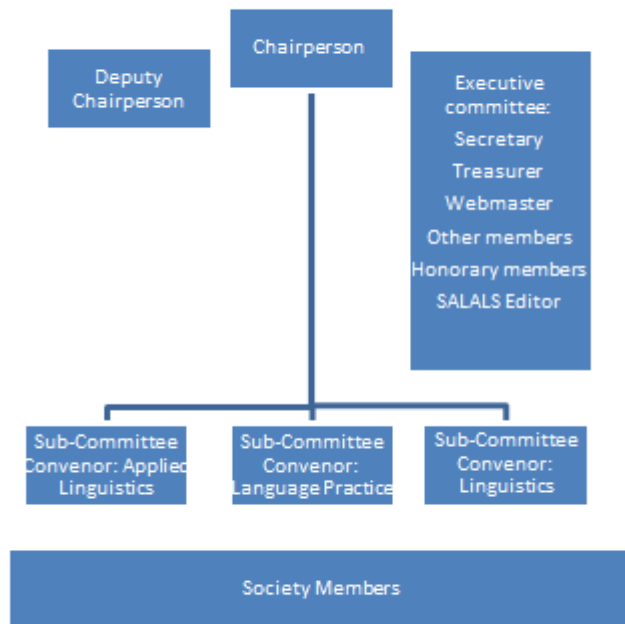 Chairperson
Deputy
Chairperson
Executive
committee:
Secretary
Treasurer
Webmaster
Other members
Honorary members
SALALS Editor
Sub-Committee
Convenor: Applied
Linguistics
Sub-Committee
Convenor:
Language Practice
Sub-Committee
Convenor:
Linguistics
Society Members